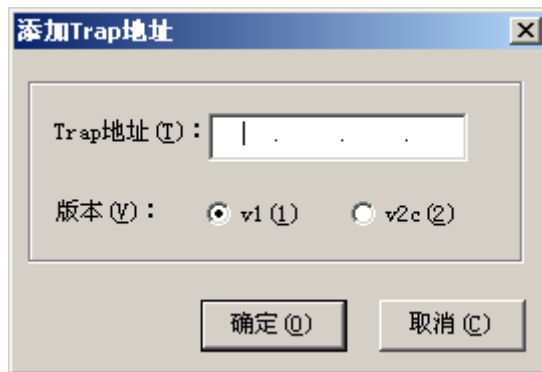 添加Trap地址
Trap地址(T)： . . .
版本(V)： v1(1) v2c(2)
确定(O) 取消(C)